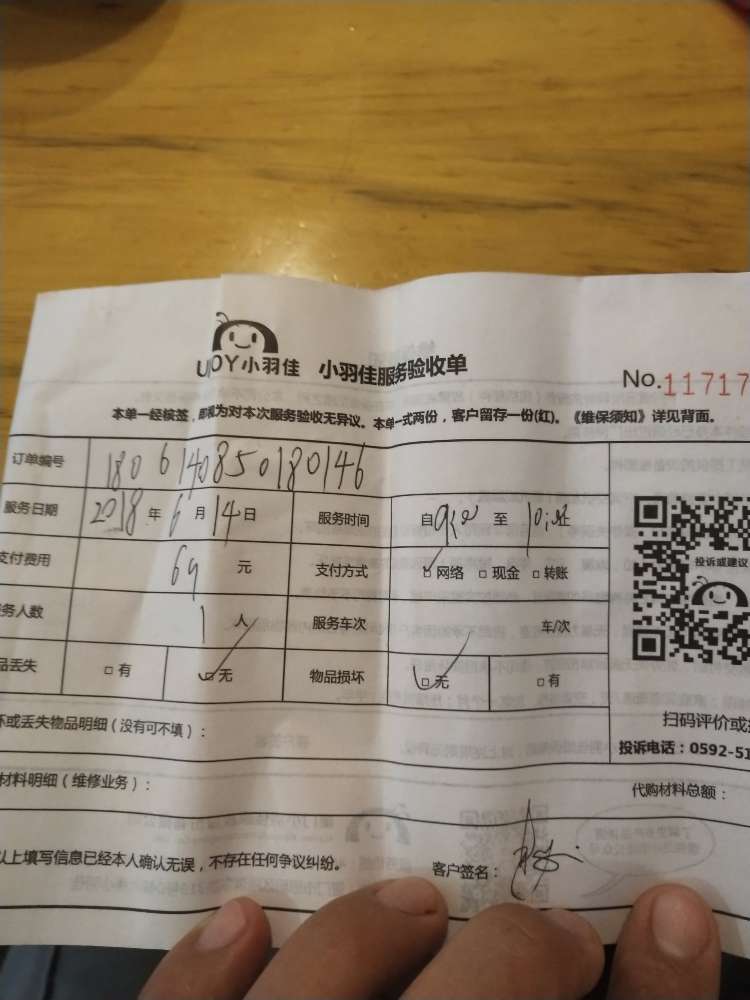 UJOY小羽佳 小羽佳服务验收单
No.11717
本单一经核签,即视为对本次服务验收无异议。本单一式两份,客户留存一份(红)。《维保须知》详见背面。
订单编号 1806140850180146
服务日期 2018年6月14日 服务时间 自 至
支付费用 69元 支付方式 ☑网络 □现金 □转账
务人数 1人 服务车次 车/次
品丢失 □有 ☑无 物品损坏 ☑无 □有
投诉或建议
坏或丢失物品明细(没有可不填):
扫码评价或
投诉电话:0592-51
材料明细(维修业务):
代购材料总额:
以上填写信息已经本人确认无误,不存在任何争议纠纷。
客户签名: